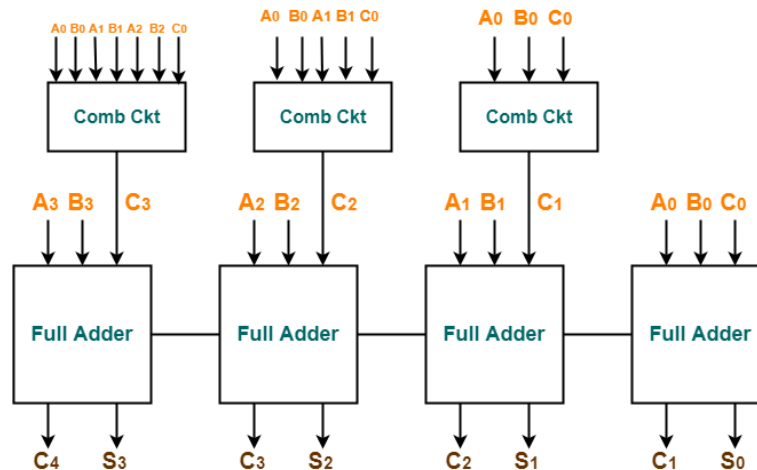 A0 B0 A1 B1 A2 B2 C0
A0 B0 A1 B1 C0
A0 B0 C0
Comb Ckt
Comb Ckt
Comb Ckt
A3 B3 C3
A2 B2 C2
A1 B1 C1
A0 B0 C0
Full Adder
Full Adder
Full Adder
Full Adder
C4 S3
C3 S2
C2 S1
C1 S0